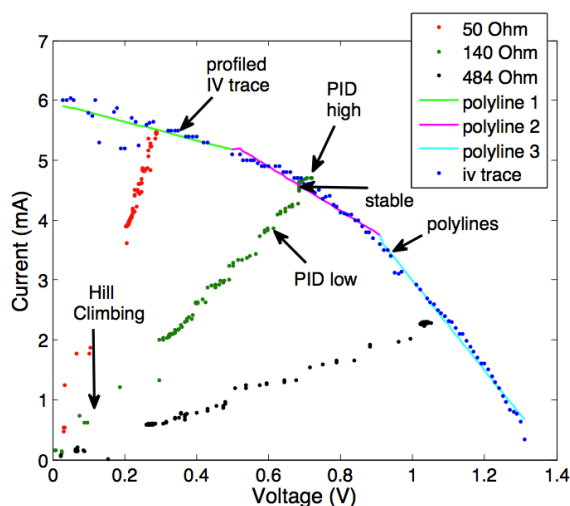 50 Ohm
140 Ohm
484 Ohm
polyline 1
polyline 2
polyline 3
iv trace
profiled
IV trace
PID
high
stable
polylines
PID low
Hill
Climbing
7
6
5
4
3
2
1
0
Current (mA)
0
0.2
0.4
0.6
0.8
1
1.2
1.4
Voltage (V)